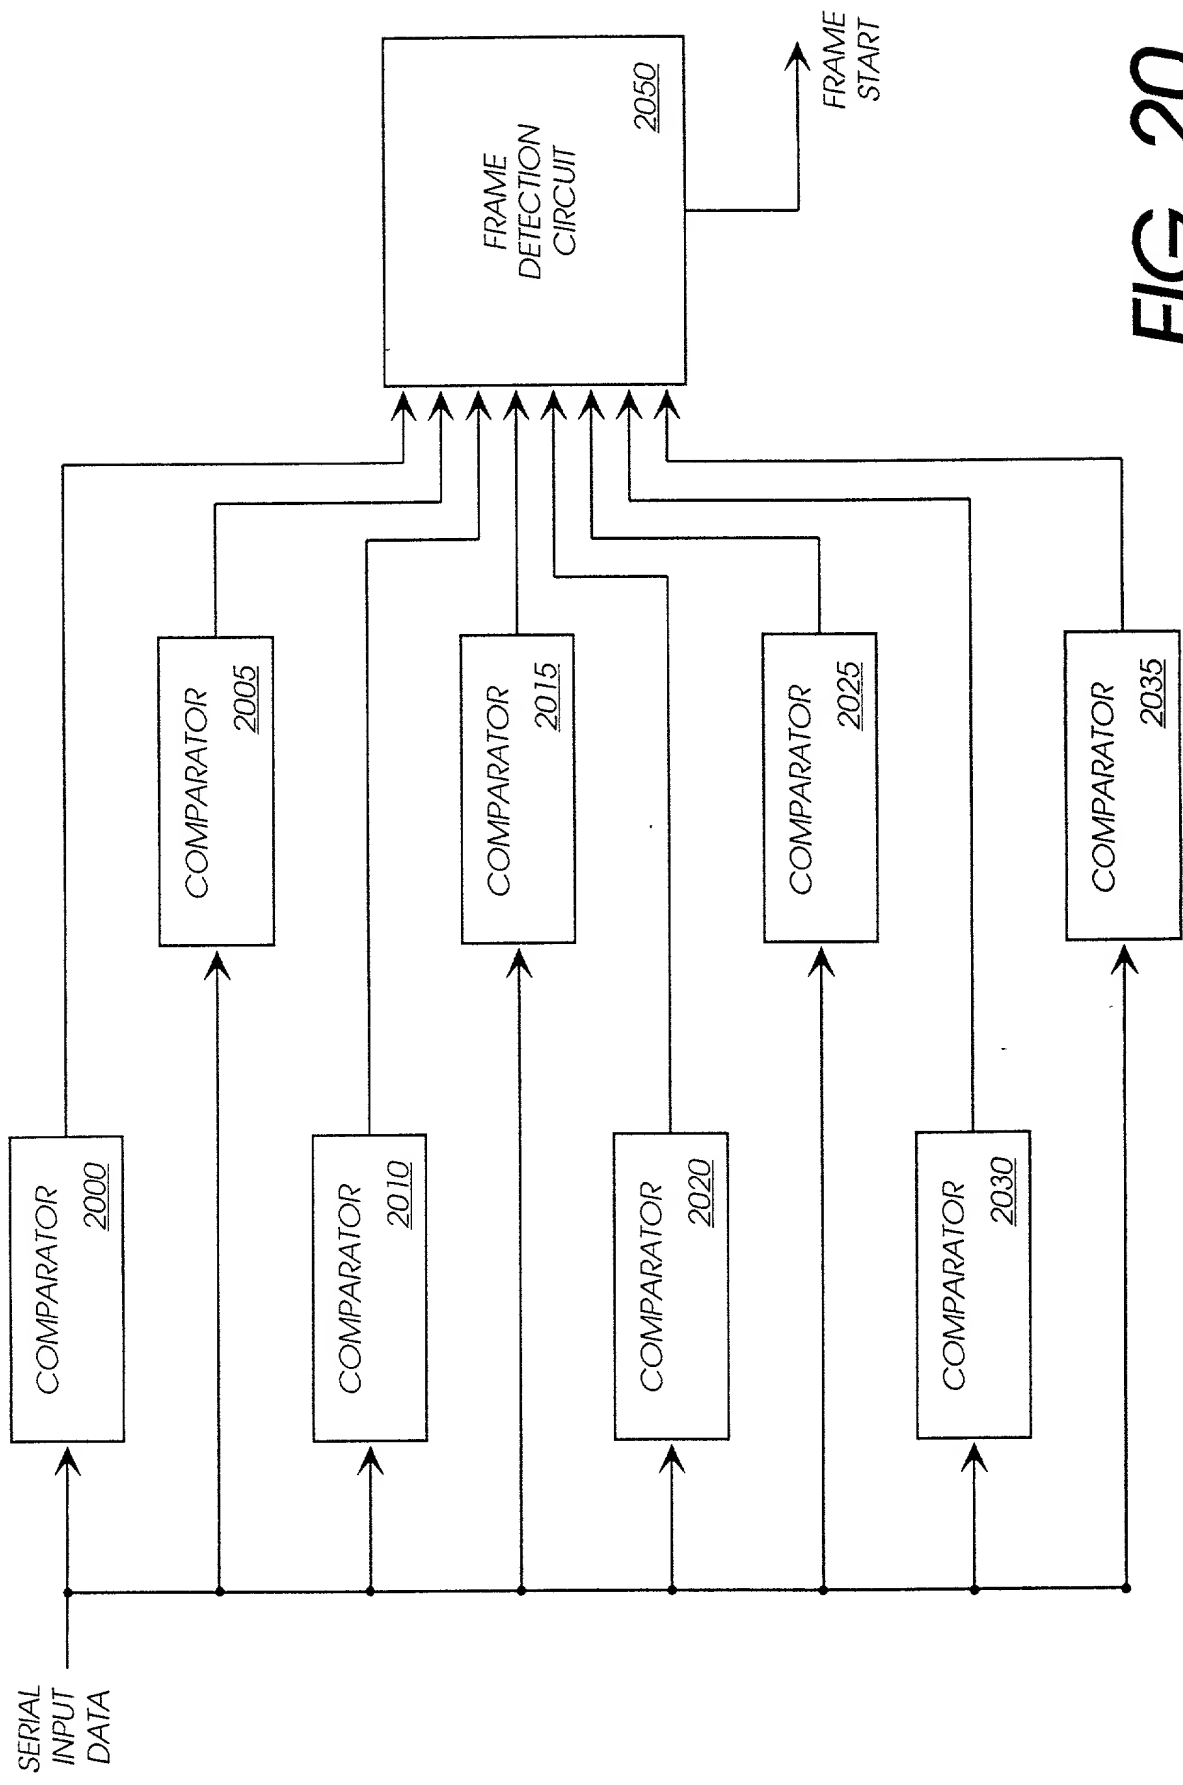 SERIAL
INPUT
DATA
COMPARATOR
2000
COMPARATOR
2005
COMPARATOR
2010
COMPARATOR
2015
COMPARATOR
2020
COMPARATOR
2025
COMPARATOR
2030
COMPARATOR
2035
FRAME
DETECTION
CIRCUIT
2050
FRAME
START
FIG 20